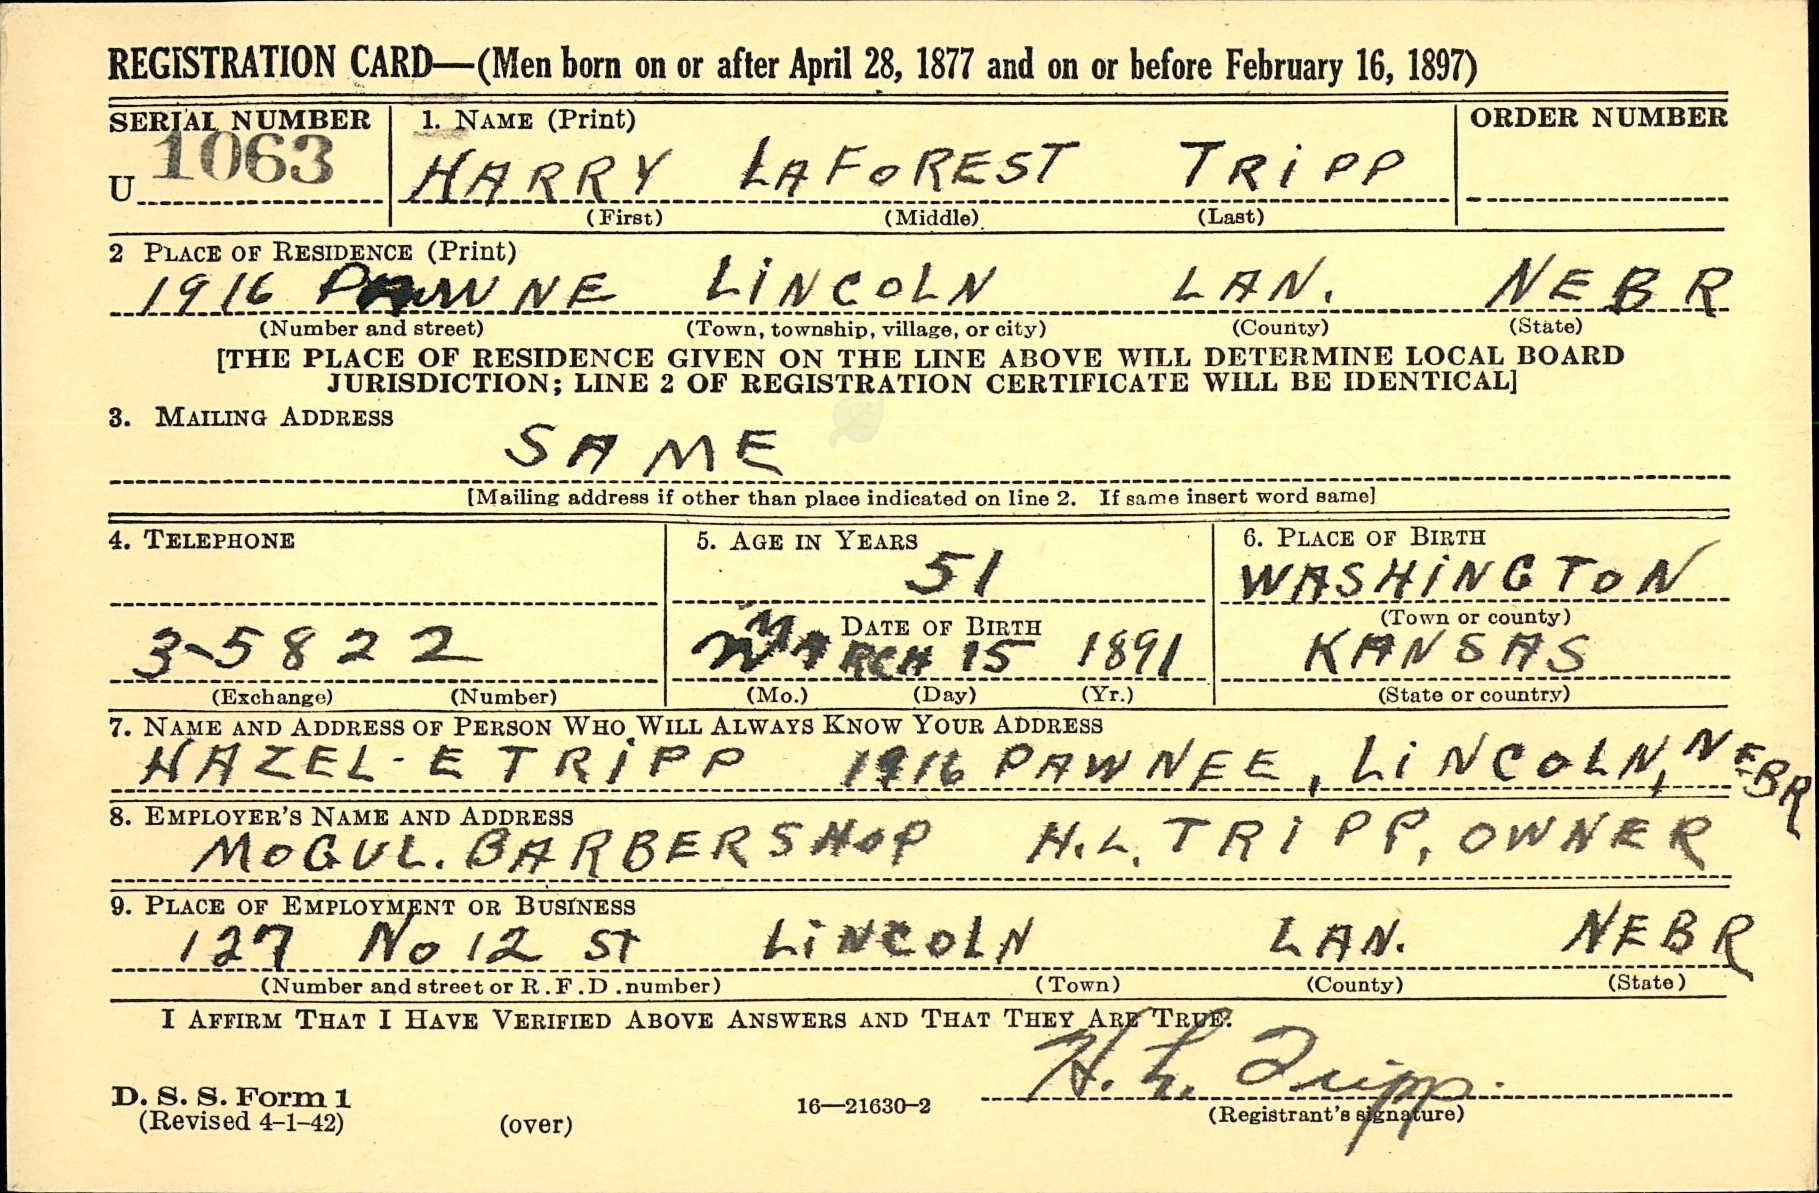 REGISTRATION CARD—(Men born on or after April 28, 1877 and on or before February 16, 1897)
SERIAL NUMBER
1. NAME (Print)
ORDER NUMBER
U 1063
HARRY LAFOREST TRIPP
(First) (Middle) (Last)
2 PLACE OF RESIDENCE (Print)
1916 PAWNE LINCOLN LAN. NEBR
(Number and street) (Town, township, village, or city) (County) (State)
[THE PLACE OF RESIDENCE GIVEN ON THE LINE ABOVE WILL DETERMINE LOCAL BOARD
JURISDICTION; LINE 2 OF REGISTRATION CERTIFICATE WILL BE IDENTICAL]
3. MAILING ADDRESS
SAME
[Mailing address if other than place indicated on line 2. If same insert word same]
4. TELEPHONE
5. AGE IN YEARS
6. PLACE OF BIRTH
51
WASHINGTON
(Town or county)
DATE OF BIRTH
3-5822
MARCH 15 1891
KANSAS
(Exchange) (Number)
(Mo.) (Day) (Yr.)
(State or country)
7. NAME AND ADDRESS OF PERSON WHO WILL ALWAYS KNOW YOUR ADDRESS
HAZEL-E TRIPP 1916 PAWNEE, LINCOLN, NEBR
8. EMPLOYER'S NAME AND ADDRESS
MOGUL. BARBER SHOP H.L. TRIPP, OWNER
9. PLACE OF EMPLOYMENT OR BUSINESS
127 No 12 St LINCOLN LAN. NEBR
(Number and street or R.F.D. number) (Town) (County) (State)
I AFFIRM THAT I HAVE VERIFIED ABOVE ANSWERS AND THAT THEY ARE TRUE.
H. L. Tripp.
D. S. S. Form 1
(Revised 4-1-42)
(over)
16—21630-2
(Registrant's signature)